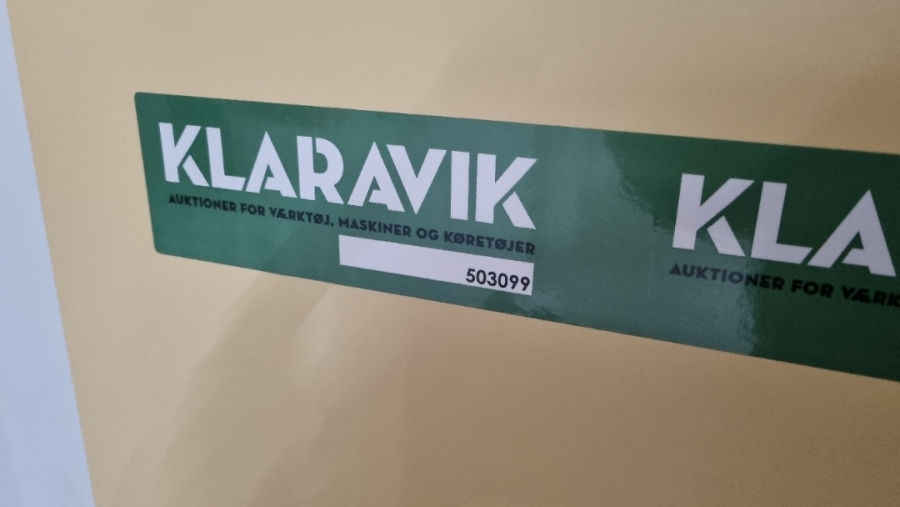 KLARAVIK
AUKTIONER FOR VÆRKTØJ, MASKINER OG KØRETØJER
503099
KLA
AUKTIONER FOR VÆRK